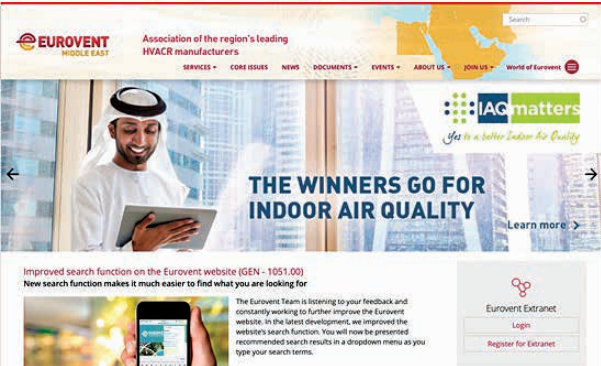 Search
EUROVENT
MIDDLE EAST
Association of the region's leading
HVACR manufacturers
SERVICES
CORE ISSUES
NEWS
DOCUMENTS
EVENTS
ABOUT US
JOIN US
World of Eurovent
IAQmatters
Yes to a better Indoor Air Quality
THE WINNERS GO FOR
INDOOR AIR QUALITY
Learn more >
Improved search function on the Eurovent website (GEN - 1051.00)
New search function makes it much easier to find what you are looking for
The Eurovent Team is listening to your feedback and
constantly working to further improve the Eurovent
website. In the latest development, we improved the
website's search function. You will now be presented
recommended search results in a dropdown menu as you
type your search terms.
Eurovent Extranet
Login
Register for Extranet